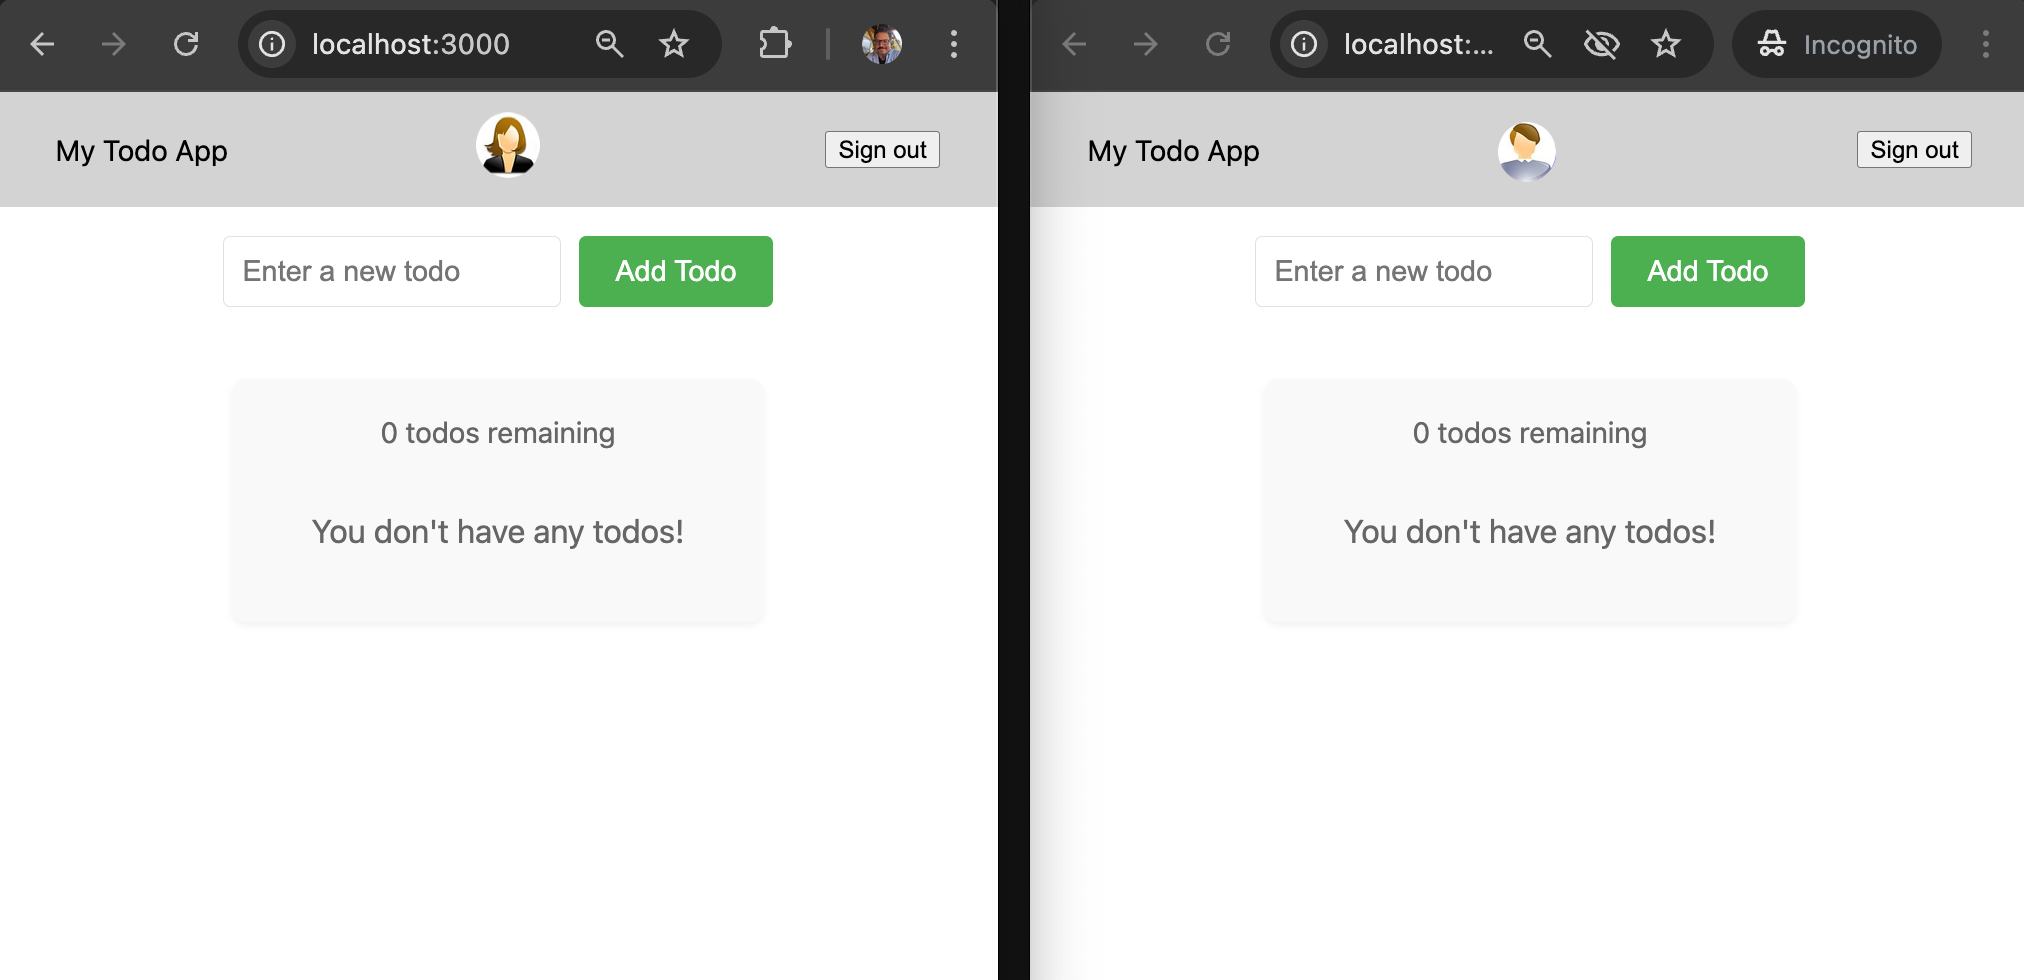 localhost:3000
My Todo App
Sign out
Enter a new todo
Add Todo
0 todos remaining
You don't have any todos!
localhost:...
Incognito
My Todo App
Sign out
Enter a new todo
Add Todo
0 todos remaining
You don't have any todos!